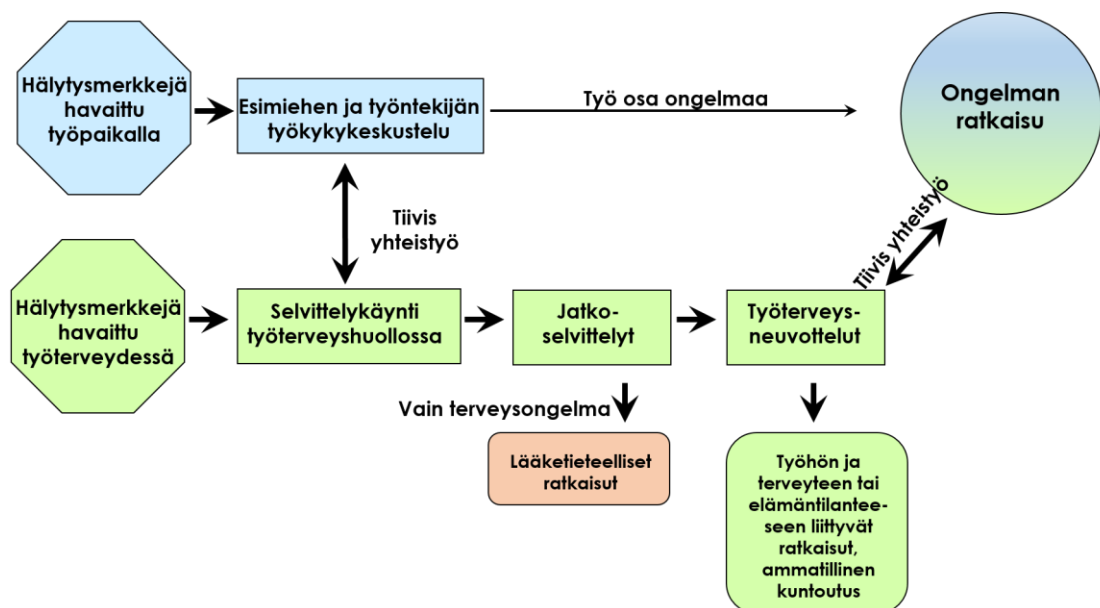 Hälytysmerkkejä
havaittu
työpaikalla
Esimiehen ja työntekijän
työkykykeskustelu
Työ osa ongelmaa
Ongelman
ratkaisu
Tiivis
yhteistyö
Tiivis yhteistyö
Hälytysmerkkejä
havaittu
työterveydessä
Selvittelykäynti
työterveyshuollossa
Jatko-
selvittelyt
Työterveys-
neuvottelut
Vain terveysongelma
Lääketieteelliset
ratkaisut
Työhön ja
terveyteen tai
elämäntilantee-
seen liittyvät
ratkaisut,
ammatillinen
kuntoutus